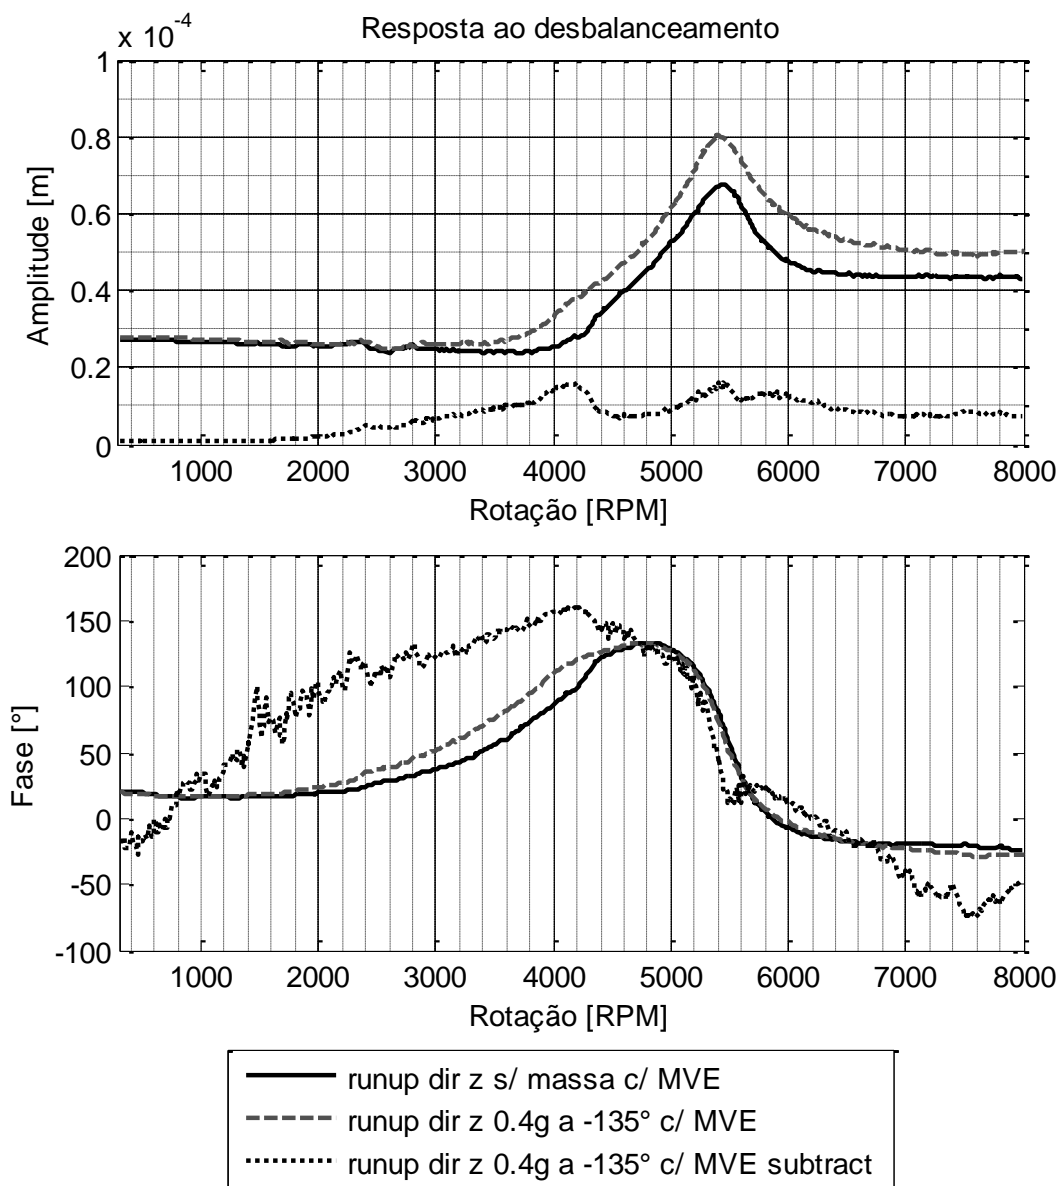 Resposta ao desbalanceamento
x 10^-4
1
0.8
0.6
0.4
0.2
0
Amplitude [m]
1000 2000 3000 4000 5000 6000 7000 8000
Rotação [RPM]
200
150
100
50
0
-50
-100
Fase [°]
1000 2000 3000 4000 5000 6000 7000 8000
Rotação [RPM]
runup dir z s/ massa c/ MVE
runup dir z 0.4g a -135° c/ MVE
runup dir z 0.4g a -135° c/ MVE subtract